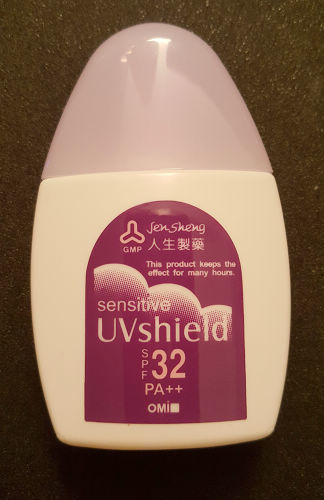 Jen Sheng
GMP 人生製藥
This product keeps the
effect for many hours.
sensitive
UVshield
SPF 32
PA++
OMI